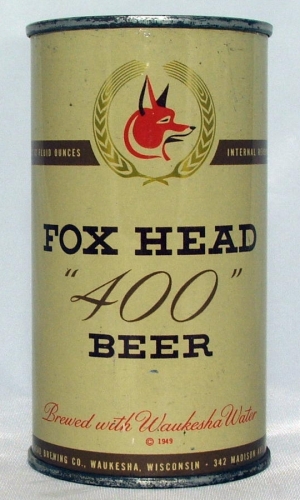 FLUID OUNCES INTERNAL
FOX HEAD
"400"
BEER
Brewed with Waukesha Water
© 1949
BREWING CO., WAUKESHA, WISCONSIN - 342 MADISON